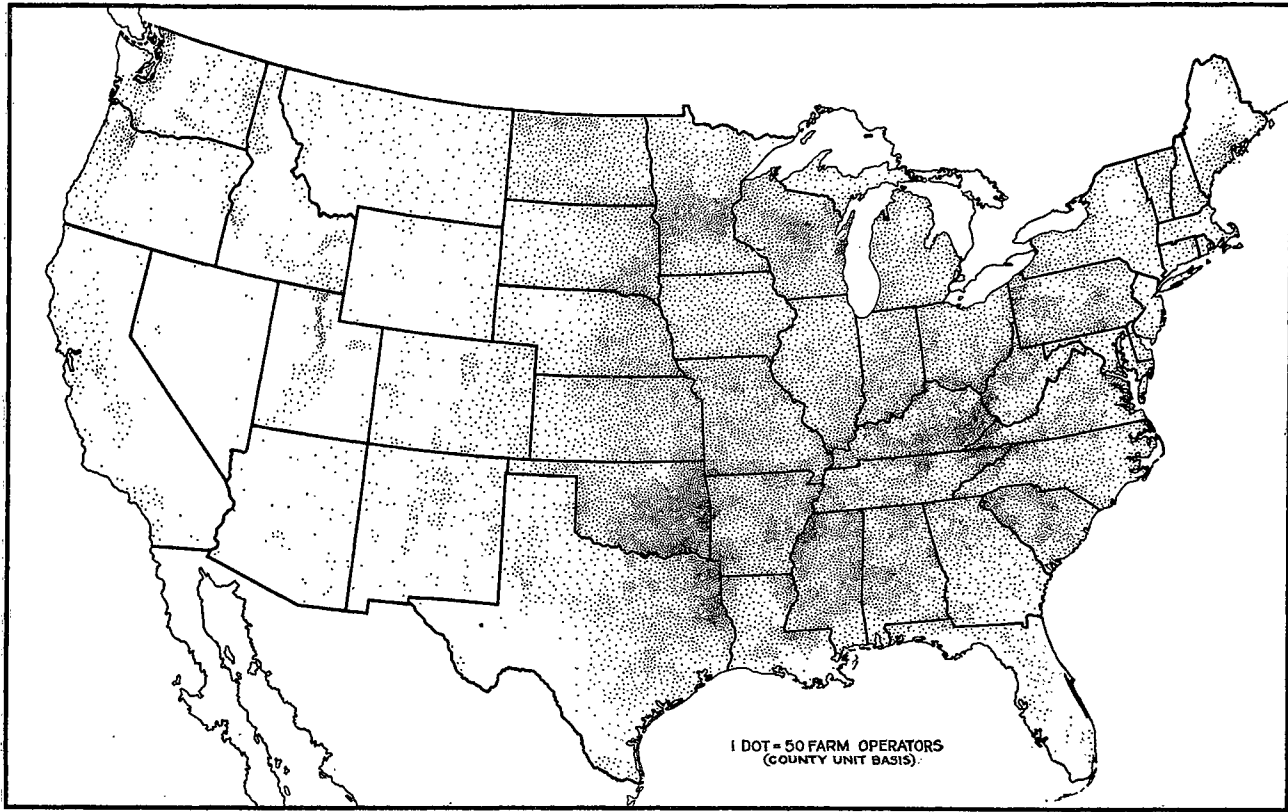 1 DOT = 50 FARM OPERATORS
(COUNTY UNIT BASIS)